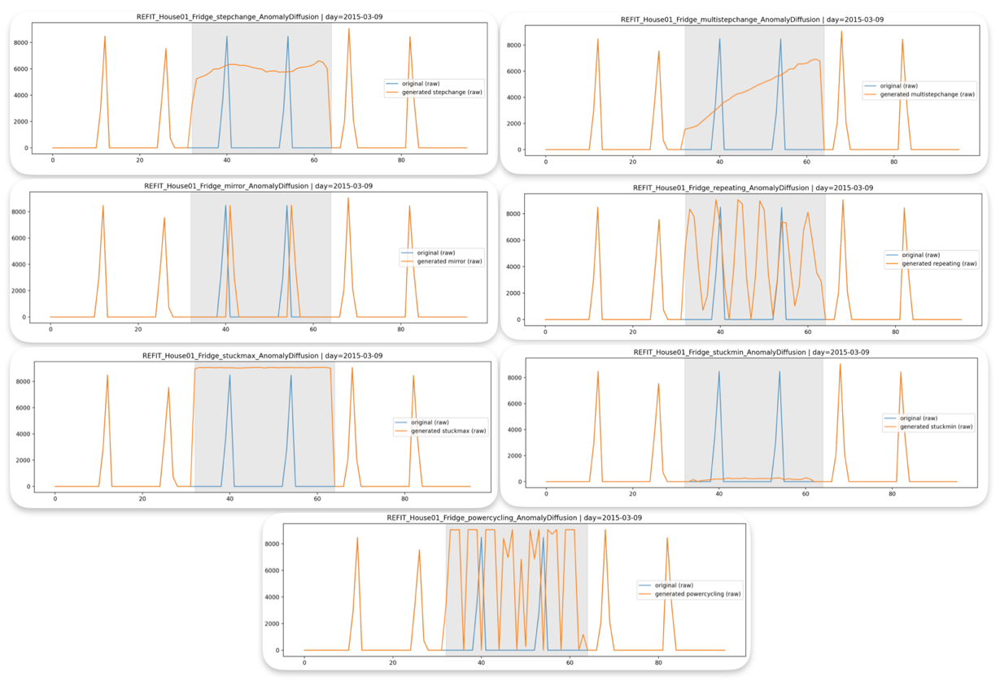 REFIT_House01_Fridge_stepchange_AnomalyDiffusion | day=2015-03-09
8000
6000
4000
2000
0
original (raw)
generated stepchange (raw)
0 20 40 60 80
REFIT_House01_Fridge_multistepchange_AnomalyDiffusion | day=2015-03-09
8000
6000
4000
2000
0
original (raw)
generated multistepchange (raw)
0 20 40 60 80
REFIT_House01_Fridge_mirror_AnomalyDiffusion | day=2015-03-09
8000
6000
4000
2000
0
original (raw)
generated mirror (raw)
0 20 40 60 80
REFIT_House01_Fridge_repeating_AnomalyDiffusion | day=2015-03-09
8000
6000
4000
2000
0
original (raw)
generated repeating (raw)
0 20 40 60 80
REFIT_House01_Fridge_stuckmax_AnomalyDiffusion | day=2015-03-09
8000
6000
4000
2000
0
original (raw)
generated stuckmax (raw)
0 20 40 60 80
REFIT_House01_Fridge_stuckmin_AnomalyDiffusion | day=2015-03-09
8000
6000
4000
2000
0
original (raw)
generated stuckmin (raw)
0 20 40 60 80
REFIT_House01_Fridge_powercycling_AnomalyDiffusion | day=2015-03-09
8000
6000
4000
2000
0
original (raw)
generated powercycling (raw)
0 20 40 60 80